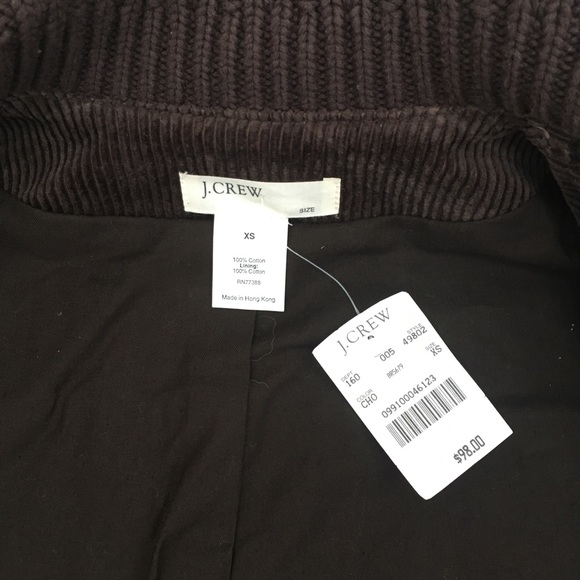 J.CREW
SIZE
XS
100% Cotton
Lining:
100% Cotton
RN77388
Made in Hong Kong
J.CREW
DEPT
160
005
STYLE
49802
COLOR
CHO
BR5679
SIZE
XS
099100046123
$98.00